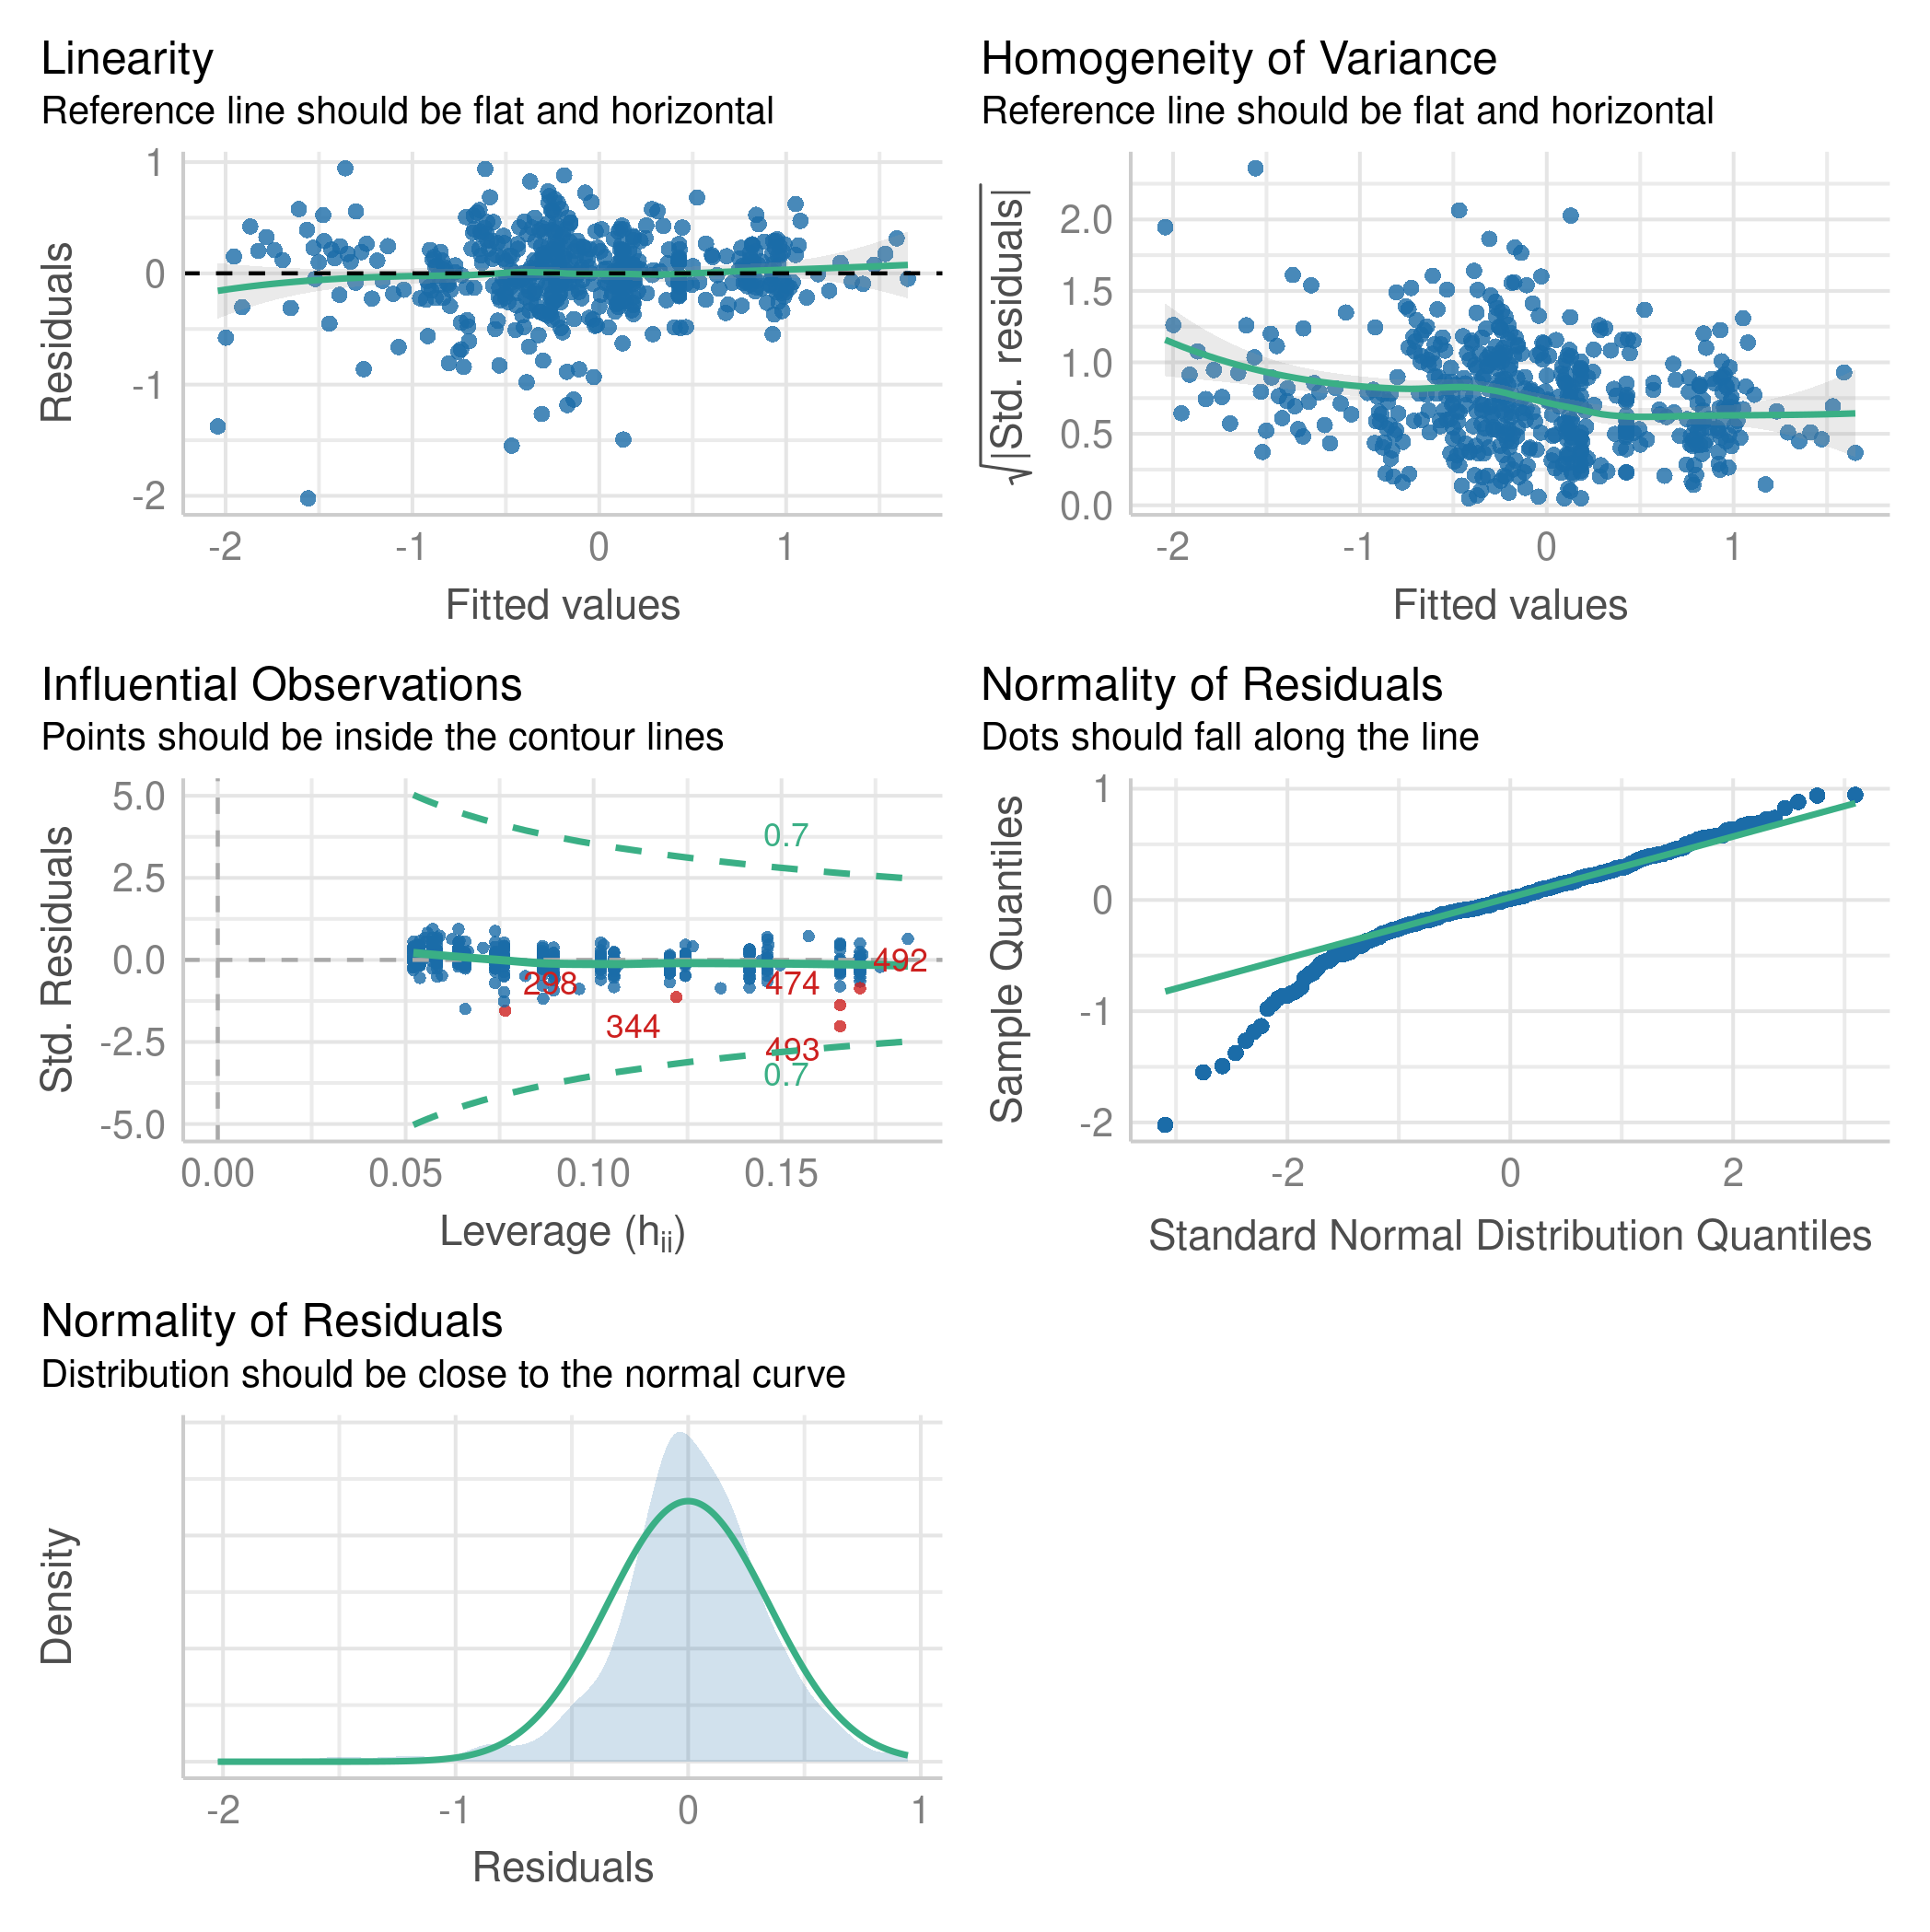 Linearity
Reference line should be flat and horizontal
Residuals
1
0
-1
-2
-2
-1
0
1
Fitted values
Homogeneity of Variance
Reference line should be flat and horizontal
√|Std. residuals|
2.0
1.5
1.0
0.5
0.0
-2
-1
0
1
Fitted values
Influential Observations
Points should be inside the contour lines
Std. Residuals
5.0
2.5
0.0
-2.5
-5.0
0.7
492
298
474
344
493
0.7
0.00
0.05
0.10
0.15
Leverage (hii)
Normality of Residuals
Dots should fall along the line
Sample Quantiles
1
0
-1
-2
-2
0
2
Standard Normal Distribution Quantiles
Normality of Residuals
Distribution should be close to the normal curve
Density
-2
-1
0
1
Residuals